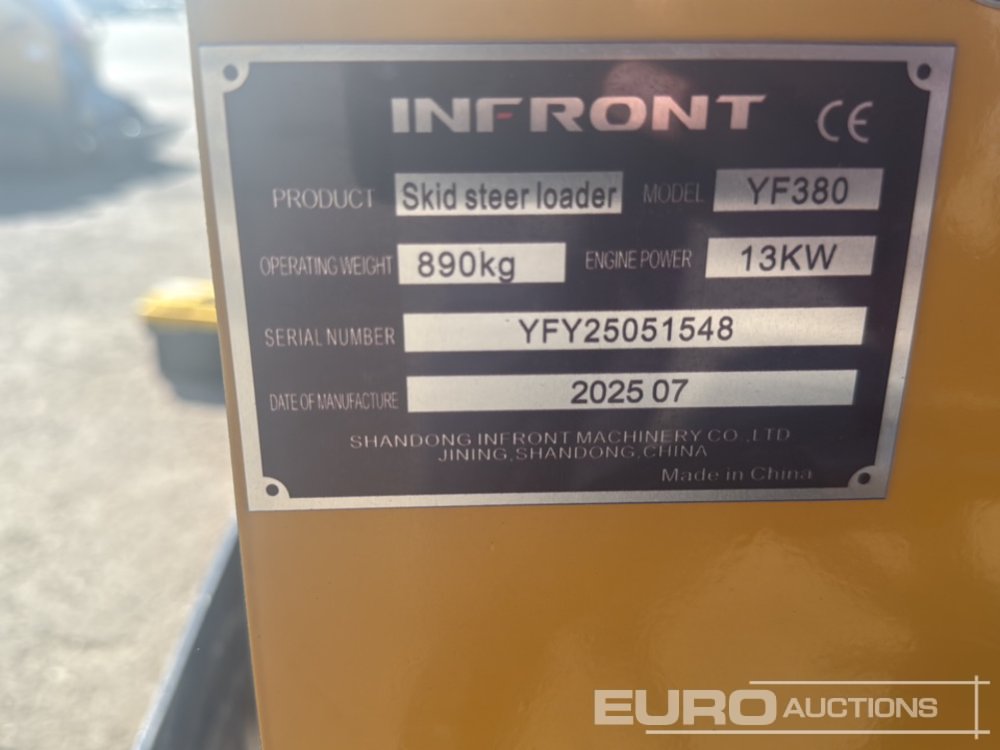 INFRONT CE
PRODUCT Skid steer loader MODEL YF380
OPERATING WEIGHT 890kg ENGINE POWER 13KW
SERIAL NUMBER YFY25051548
DATE OF MANUFACTURE 2025 07
SHANDONG INFRONT MACHINERY CO.,LTD
JINING,SHANDONG,CHINA
Made in China
EURO AUCTIONS